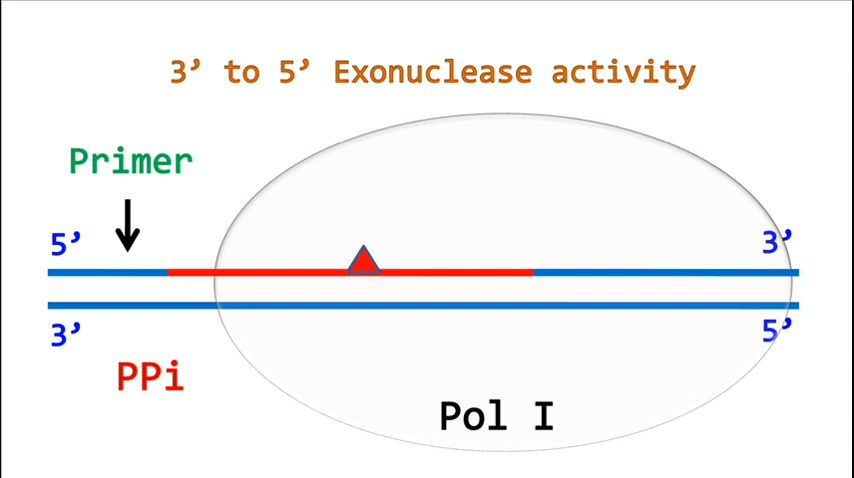 3’ to 5’ Exonuclease activity
Primer
5’ 3’
3’ 5’
PPi
Pol I